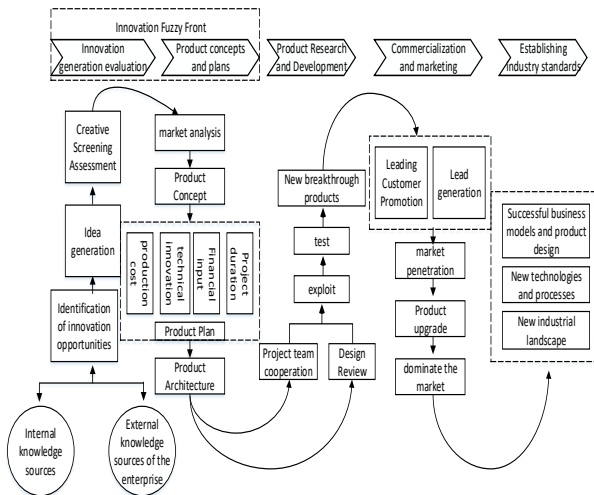 Innovation Fuzzy Front
Innovation
generation evaluation
Product concepts
and plans
Product Research
and Development
Commercialization
and marketing
Establishing
industry standards
Creative
Screening
Assessment
Idea
generation
Identification
of innovation
opportunities
Internal
knowledge
sources
External
knowledge
sources of the
enterprise
market analysis
Product
Concept
production
cost
technical
innovation
Financial
input
Project
duration
Product Plan
Product
Architecture
New breakthrough
products
test
exploit
Project team
cooperation
Design
Review
Leading
Customer
Promotion
Lead
generation
market
penetration
Product
upgrade
dominate the
market
Successful business
models and product
design
New technologies
and processes
New industrial
landscape